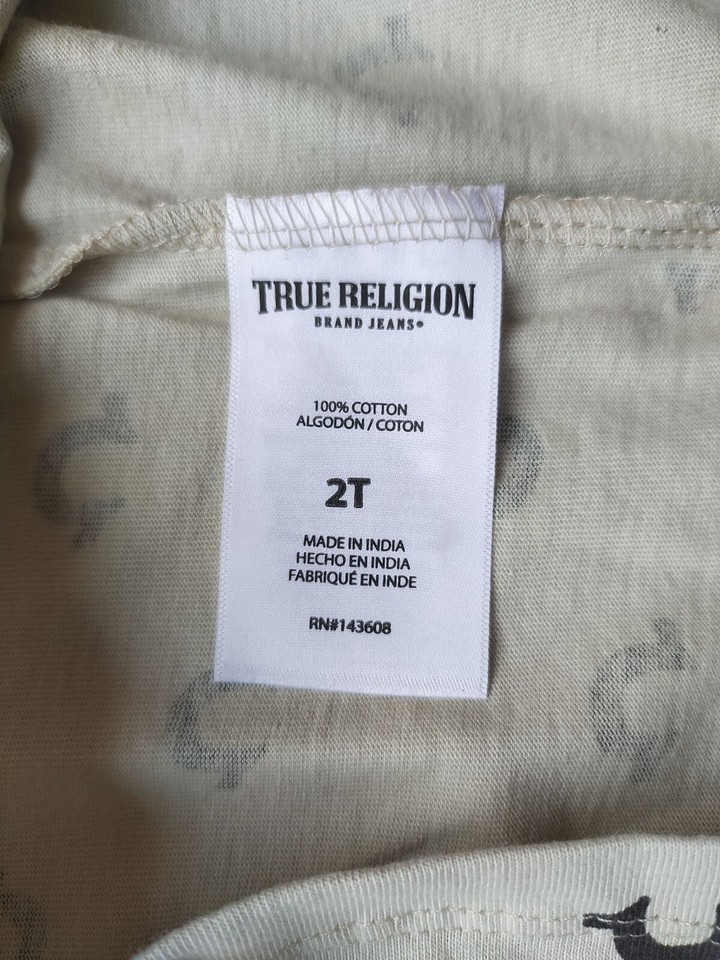 TRUE RELIGION
BRAND JEANS®
100% COTTON
ALGODÓN / COTON
2T
MADE IN INDIA
HECHO EN INDIA
FABRIQUÉ EN INDE
RN#143608